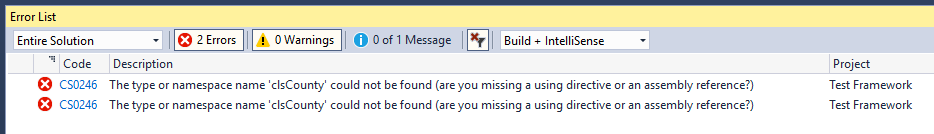 Error List
Entire Solution 2 Errors 0 Warnings 0 of 1 Message Build + IntelliSense
Code Description Project
CS0246 The type or namespace name 'clsCounty' could not be found (are you missing a using directive or an assembly reference?) Test Framework
CS0246 The type or namespace name 'clsCounty' could not be found (are you missing a using directive or an assembly reference?) Test Framework